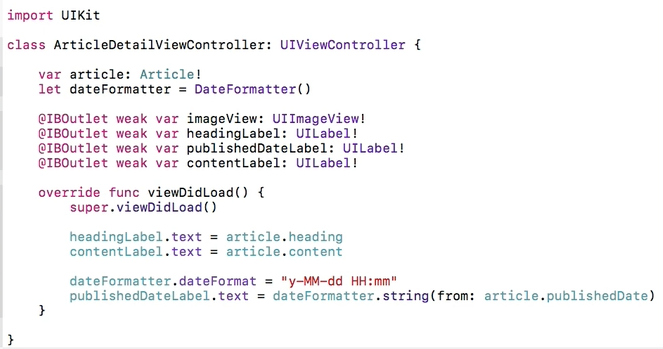 import UIKit
class ArticleDetailViewController: UIViewController {
var article: Article!
let dateFormatter = DateFormatter()
@IBOutlet weak var imageView: UIImageView!
@IBOutlet weak var headingLabel: UILabel!
@IBOutlet weak var publishedDateLabel: UILabel!
@IBOutlet weak var contentLabel: UILabel!
override func viewDidLoad() {
super.viewDidLoad()
headingLabel.text = article.heading
contentLabel.text = article.content
dateFormatter.dateFormat = "y-MM-dd HH:mm"
publishedDateLabel.text = dateFormatter.string(from: article.publishedDate)
}
}